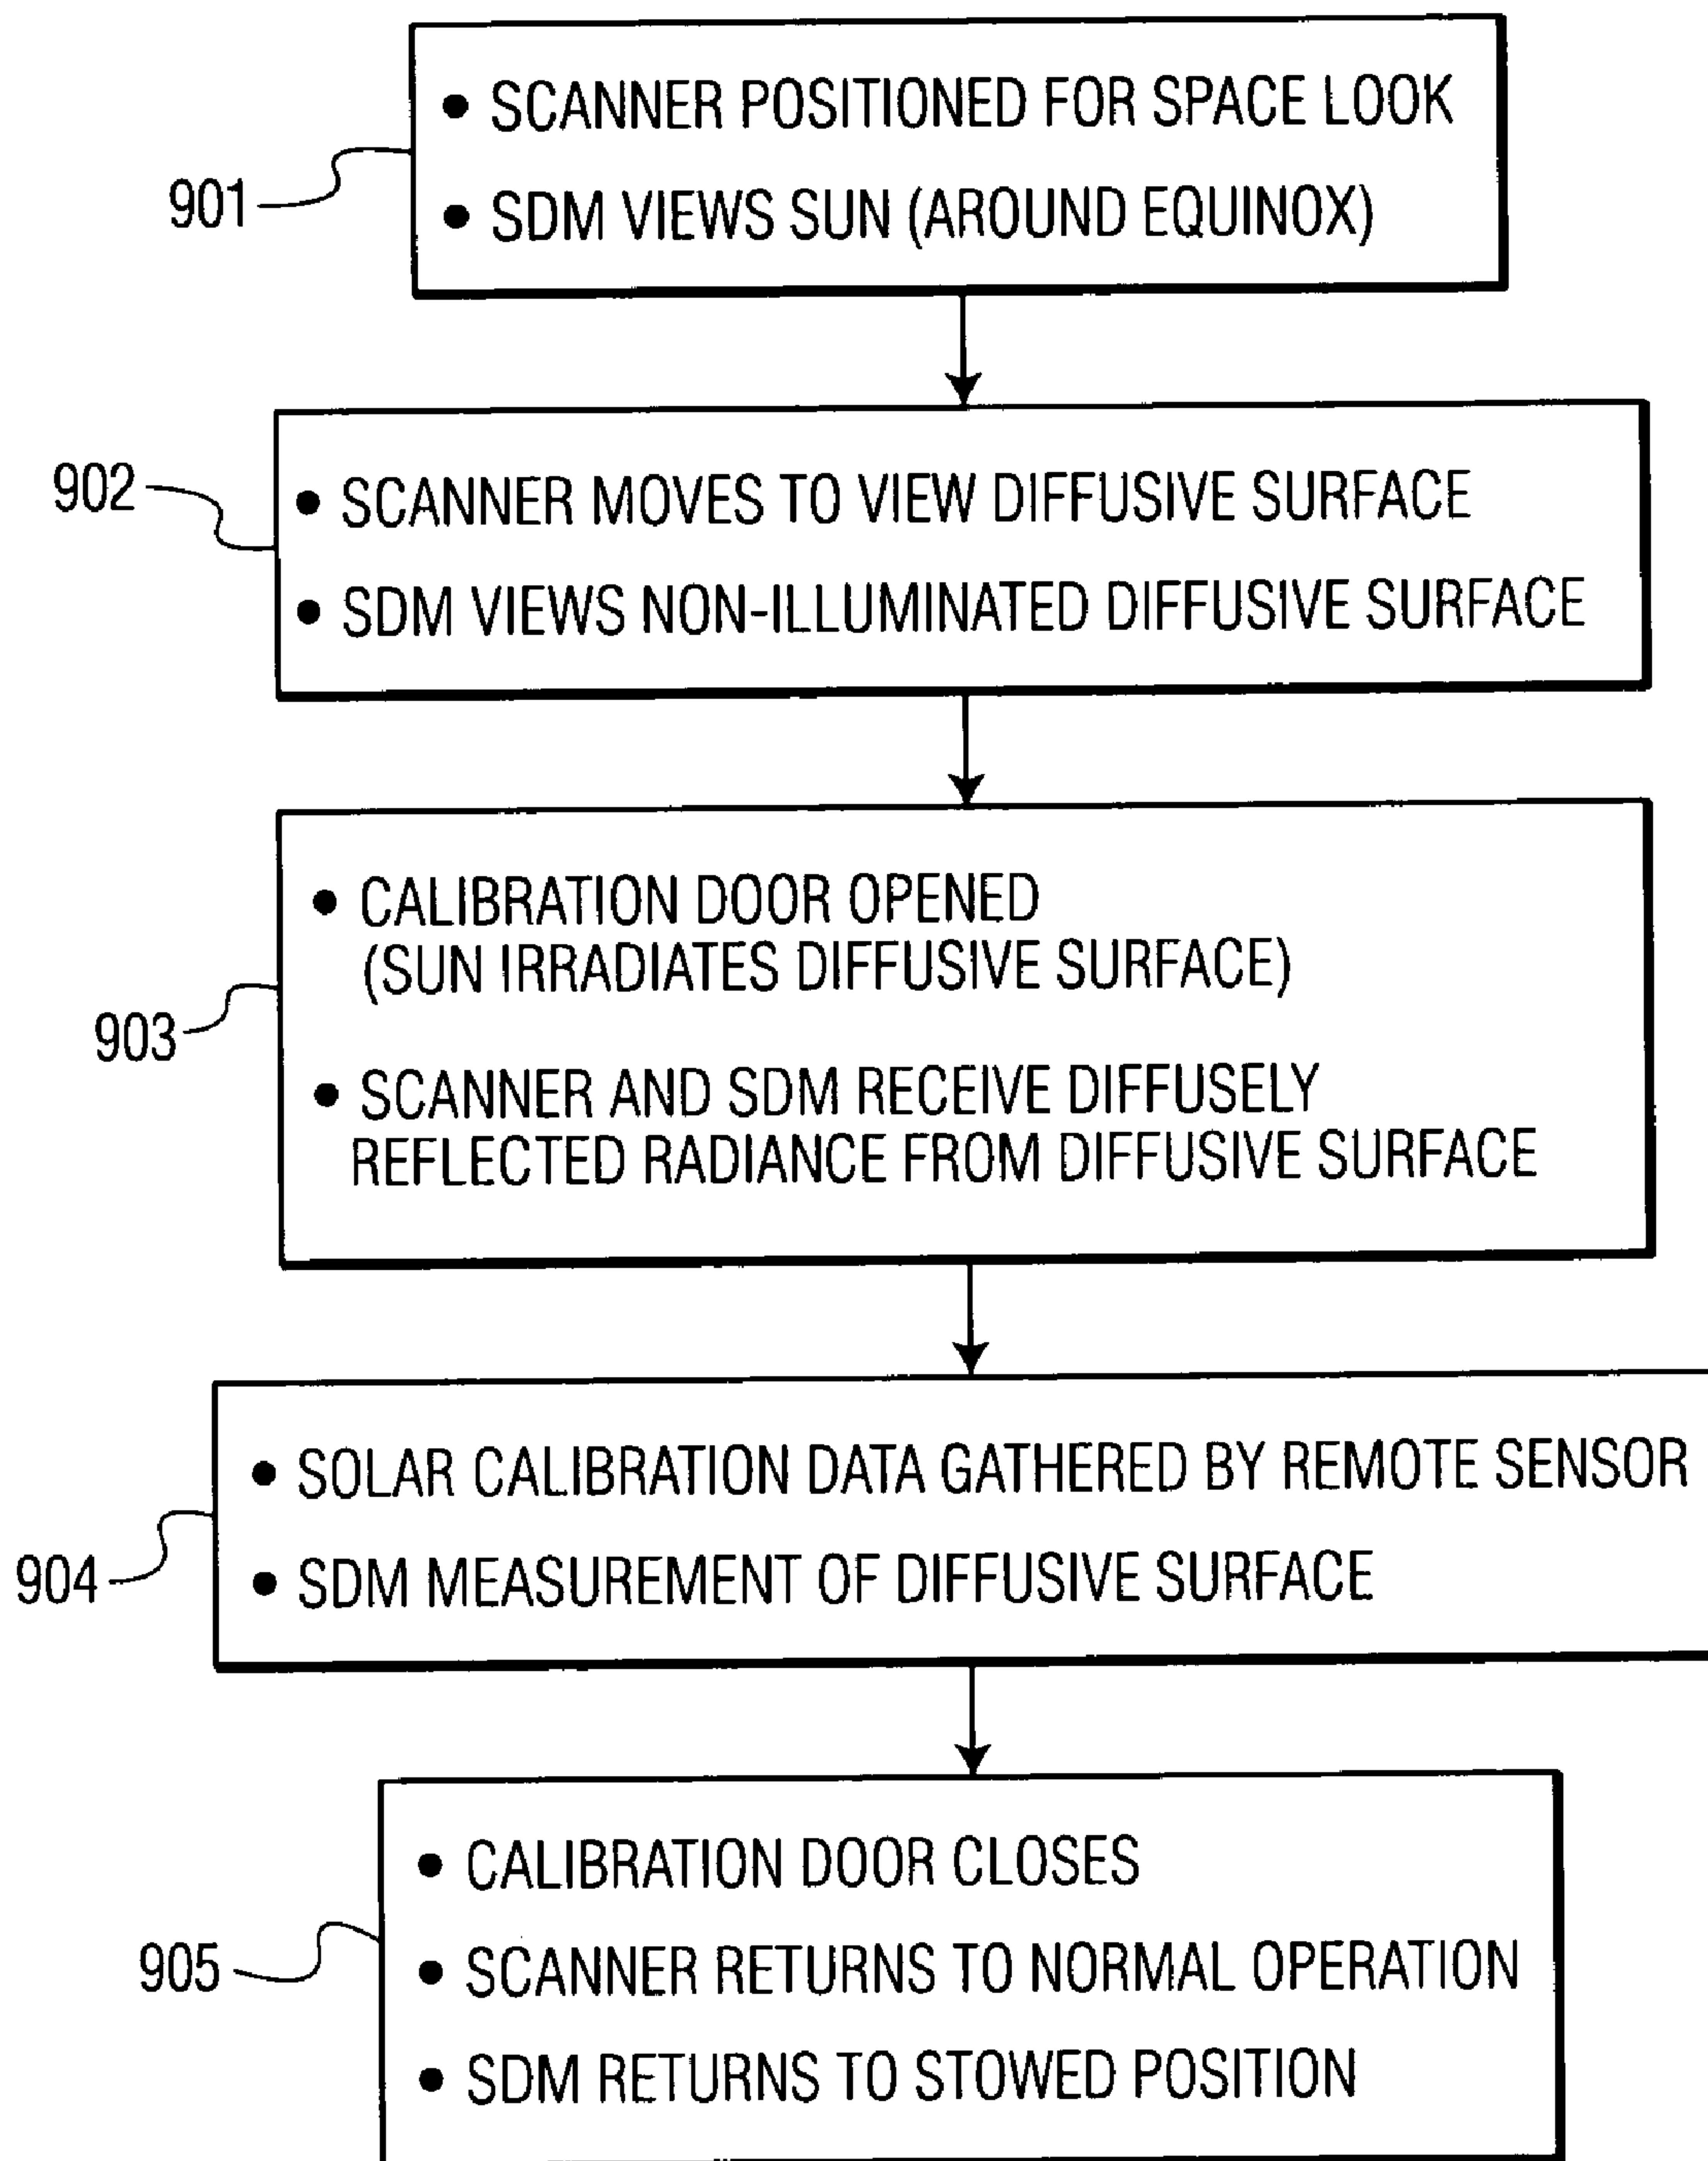 ● SCANNER POSITIONED FOR SPACE LOOK
● SDM VIEWS SUN (AROUND EQUINOX)
901
● SCANNER MOVES TO VIEW DIFFUSIVE SURFACE
● SDM VIEWS NON-ILLUMINATED DIFFUSIVE SURFACE
902
● CALIBRATION DOOR OPENED
(SUN IRRADIATES DIFFUSIVE SURFACE)
● SCANNER AND SDM RECEIVE DIFFUSELY
REFLECTED RADIANCE FROM DIFFUSIVE SURFACE
903
● SOLAR CALIBRATION DATA GATHERED BY REMOTE SENSOR
● SDM MEASUREMENT OF DIFFUSIVE SURFACE
904
● CALIBRATION DOOR CLOSES
● SCANNER RETURNS TO NORMAL OPERATION
● SDM RETURNS TO STOWED POSITION
905